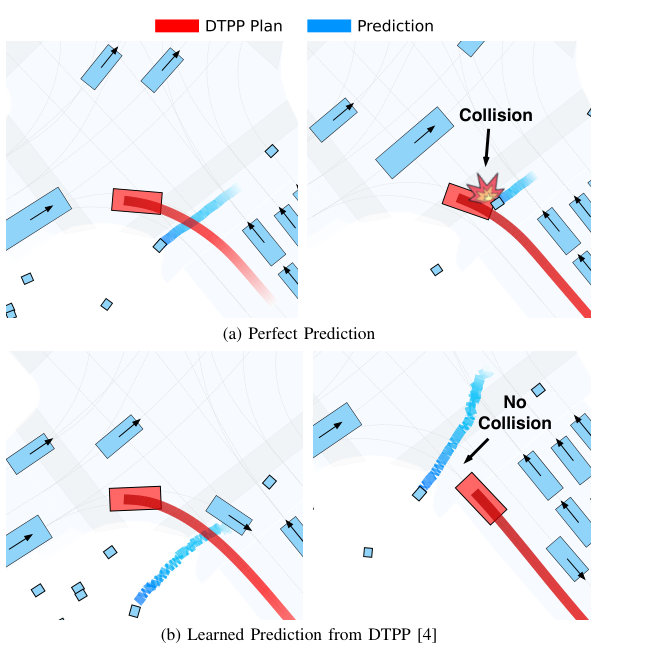 DTPP Plan
Prediction
Collision
(a) Perfect Prediction
No
Collision
(b) Learned Prediction from DTPP [4]